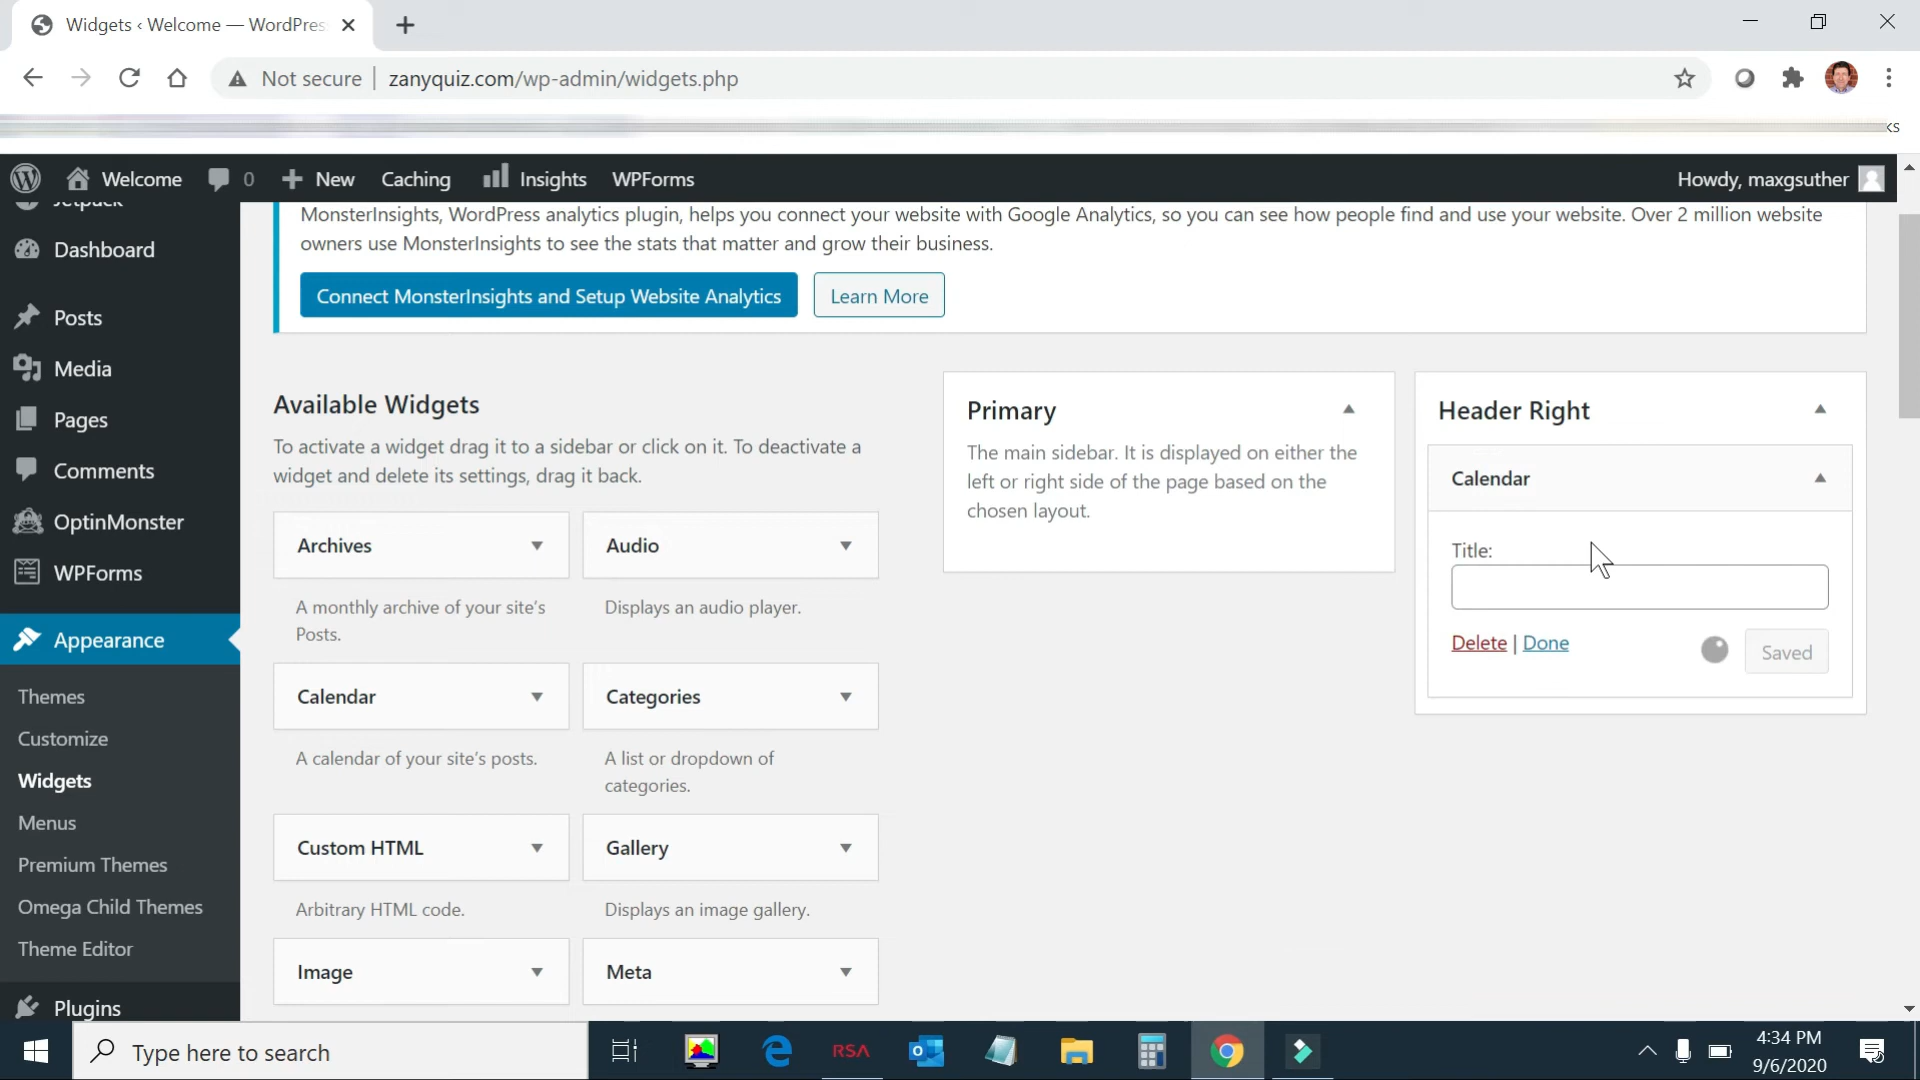 Widgets ‹ Welcome — WordPres
Not secure
zanyquiz.com/wp-admin/widgets.php
Welcome
0
New
Caching
Insights
WPForms
Howdy, maxgsuther
Jetpack
Dashboard
Posts
Media
Pages
Comments
OptinMonster
WPForms
Appearance
Themes
Customize
Widgets
Menus
Premium Themes
Omega Child Themes
Theme Editor
Plugins
MonsterInsights, WordPress analytics plugin, helps you connect your website with Google Analytics, so you can see how people find and use your website. Over 2 million website
owners use MonsterInsights to see the stats that matter and grow their business.
Connect MonsterInsights and Setup Website Analytics
Learn More
Available Widgets
To activate a widget drag it to a sidebar or click on it. To deactivate a
widget and delete its settings, drag it back.
Archives
A monthly archive of your site's
Posts.
Audio
Displays an audio player.
Calendar
A calendar of your site's posts.
Categories
A list or dropdown of
categories.
Custom HTML
Arbitrary HTML code.
Gallery
Displays an image gallery.
Image
Meta
Primary
The main sidebar. It is displayed on either the
left or right side of the page based on the
chosen layout.
Header Right
Calendar
Title:
Delete | Done
Saved
Type here to search
RSA
4:34 PM
9/6/2020